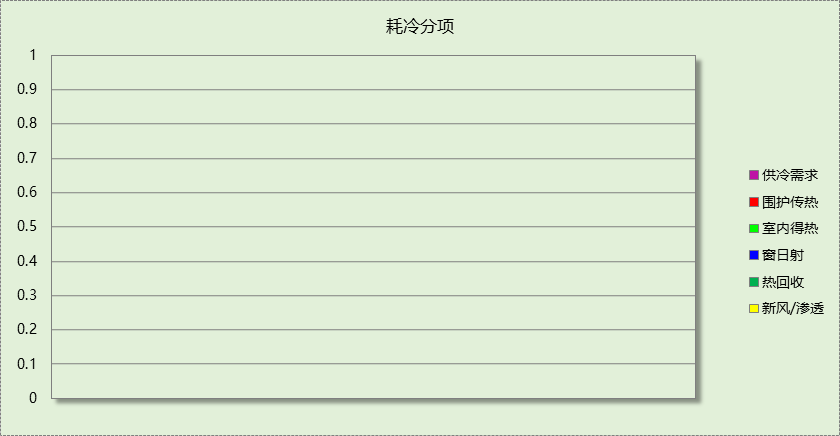 耗冷分项
1
0.9
0.8
0.7
0.6
0.5
0.4
0.3
0.2
0.1
0
供冷需求
围护传热
室内得热
窗日射
热回收
新风/渗透